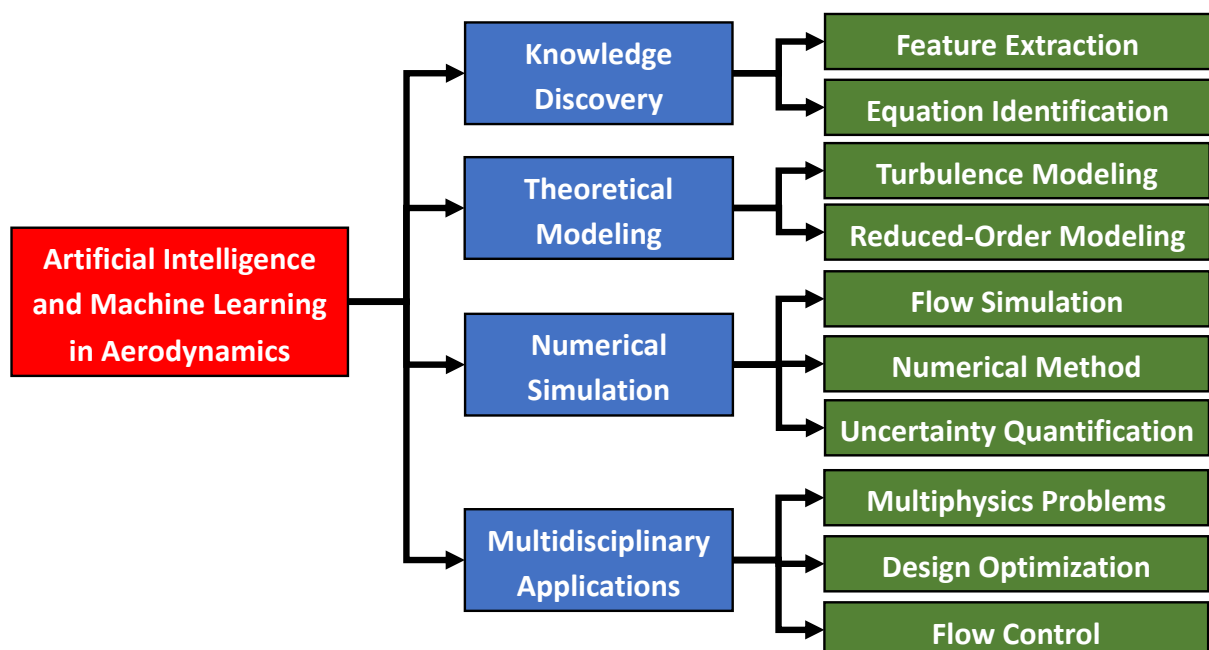 Artificial Intelligence
and Machine Learning
in Aerodynamics
Knowledge
Discovery
Feature Extraction
Equation Identification
Theoretical
Modeling
Turbulence Modeling
Reduced-Order Modeling
Numerical
Simulation
Flow Simulation
Numerical Method
Uncertainty Quantification
Multidisciplinary
Applications
Multiphysics Problems
Design Optimization
Flow Control